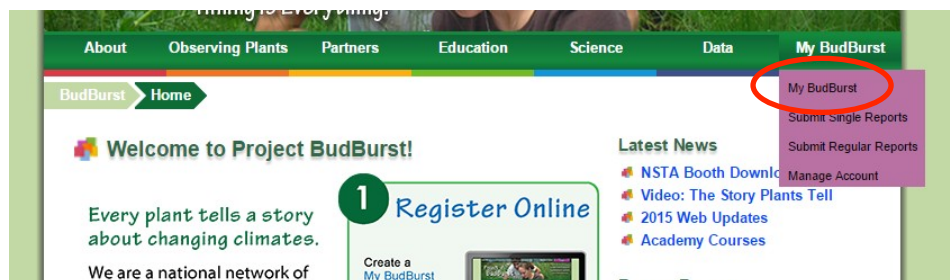 Timing Is Everything!
About Observing Plants Partners Education Science Data My BudBurst
BudBurst Home
My BudBurst
Submit Single Reports
Submit Regular Reports
Manage Account
Welcome to Project BudBurst!
Every plant tells a story
about changing climates.
We are a national network of
1 Register Online
Create a
My BudBurst
Latest News
NSTA Booth Downlo
Video: The Story Plants Tell
2015 Web Updates
Academy Courses